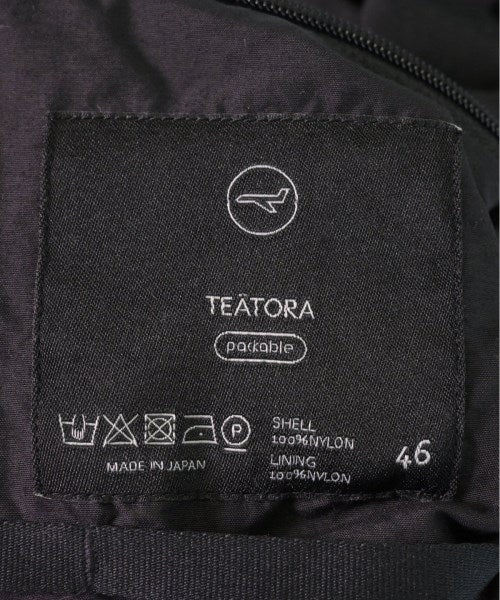 TEÄTORA
packable
P
SHELL
100%NYLON
LINING
100%NYLON
46
MADE IN JAPAN